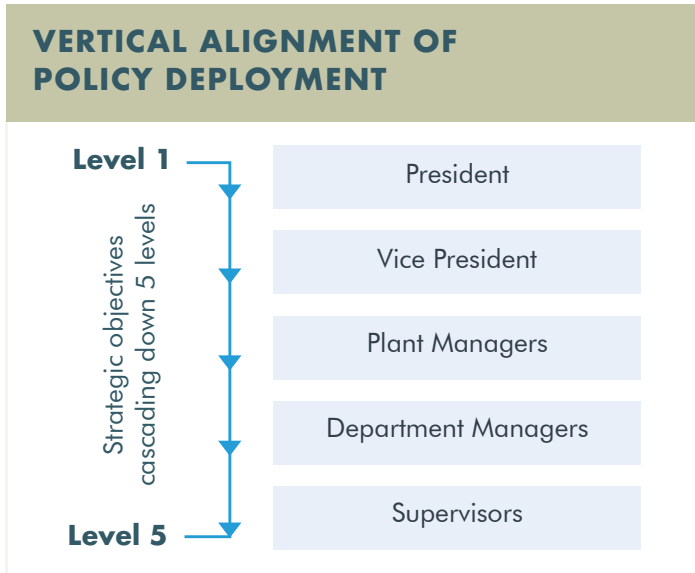 VERTICAL ALIGNMENT OF
POLICY DEPLOYMENT
Level 1
President
Vice President
Plant Managers
Department Managers
Supervisors
Strategic objectives
cascading down 5 levels
Level 5